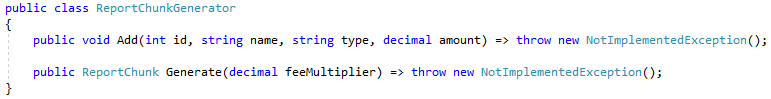 public class ReportChunkGenerator
{
    public void Add(int id, string name, string type, decimal amount) => throw new NotImplementedException();
    public ReportChunk Generate(decimal feeMultiplier) => throw new NotImplementedException();
}